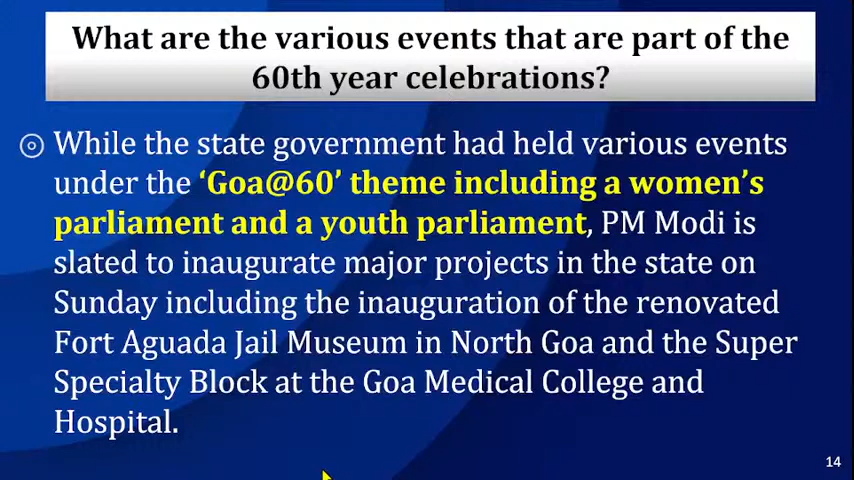 What are the various events that are part of the
60th year celebrations?
While the state government had held various events
under the ‘Goa@60’ theme including a women’s
parliament and a youth parliament, PM Modi is
slated to inaugurate major projects in the state on
Sunday including the inauguration of the renovated
Fort Aguada Jail Museum in North Goa and the Super
Specialty Block at the Goa Medical College and
Hospital.
14